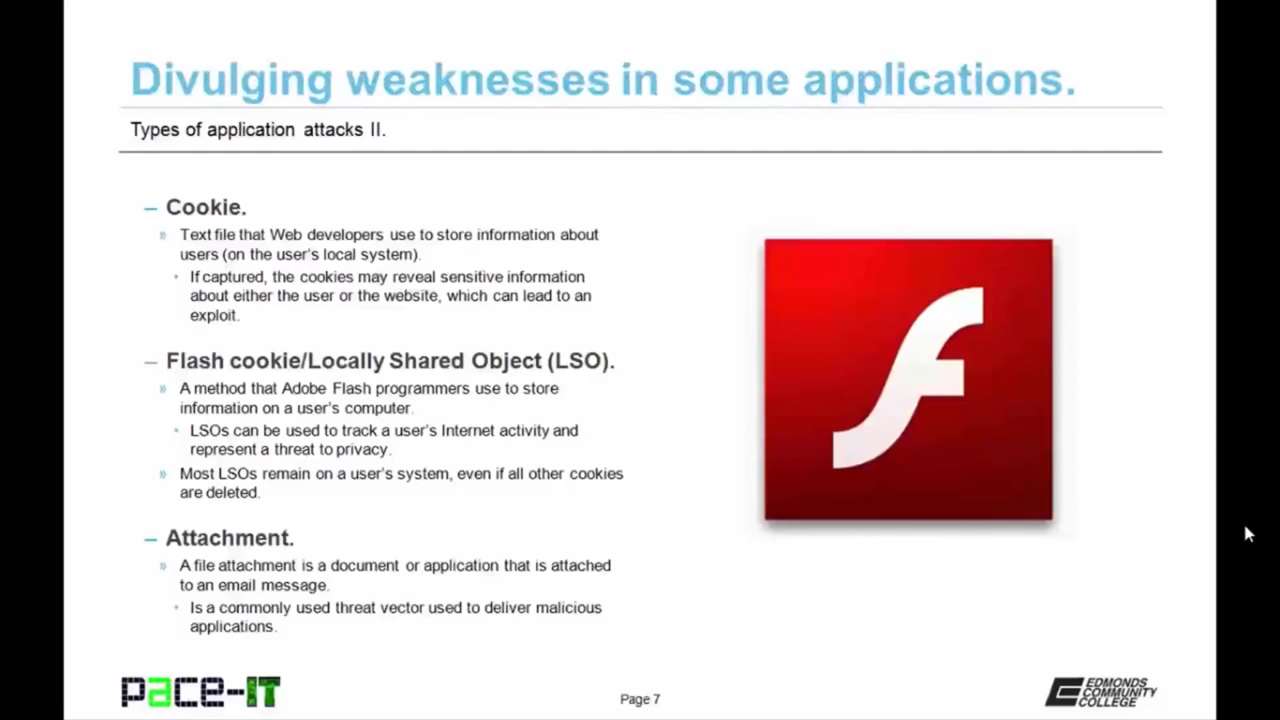 Divulging weaknesses in some applications.
Types of application attacks II.
– Cookie.
» Text file that Web developers use to store information about
users (on the user's local system).
• If captured, the cookies may reveal sensitive information
about either the user or the website, which can lead to an
exploit.
– Flash cookie/Locally Shared Object (LSO).
» A method that Adobe Flash programmers use to store
information on a user's computer.
• LSOs can be used to track a user's Internet activity and
represent a threat to privacy.
» Most LSOs remain on a user's system, even if all other cookies
are deleted.
– Attachment.
» A file attachment is a document or application that is attached
to an email message.
• Is a commonly used threat vector used to deliver malicious
applications.
pace-IT
Page 7
EDMONDS
COMMUNITY
COLLEGE